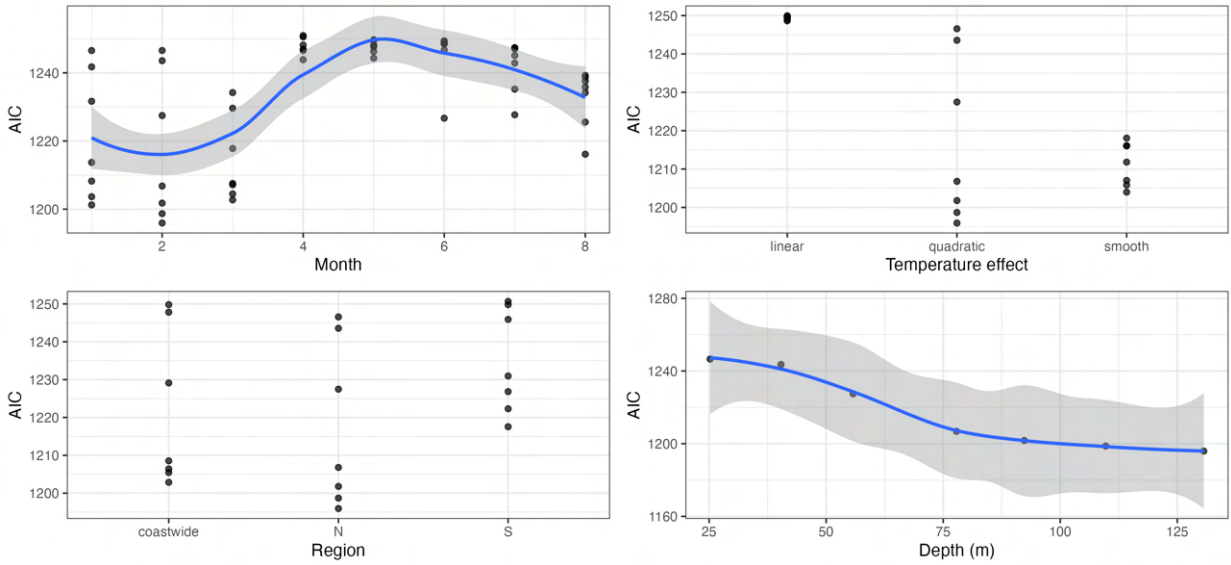 1240
1220
1200
AIC
2
4
6
8
Month
1250
1240
1230
1220
1210
1200
AIC
linear
quadratic
smooth
Temperature effect
1250
1240
1230
1220
1210
1200
AIC
coastwide
N
S
Region
1280
1240
1200
1160
AIC
25
50
75
100
125
Depth (m)